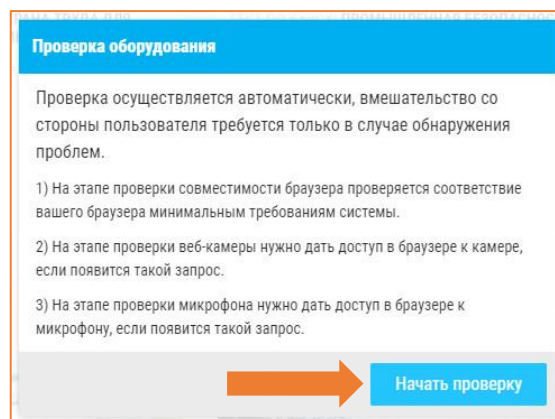 Проверка оборудования
Проверка осуществляется автоматически, вмешательство со
стороны пользователя требуется только в случае обнаружения
проблем.
1) На этапе проверки совместимости браузера проверяется соответствие
вашего браузера минимальным требованиям системы.
2) На этапе проверки веб-камеры нужно дать доступ в браузере к камере,
если появится такой запрос.
3) На этапе проверки микрофона нужно дать доступ в браузере к
микрофону, если появится такой запрос.
Начать проверку